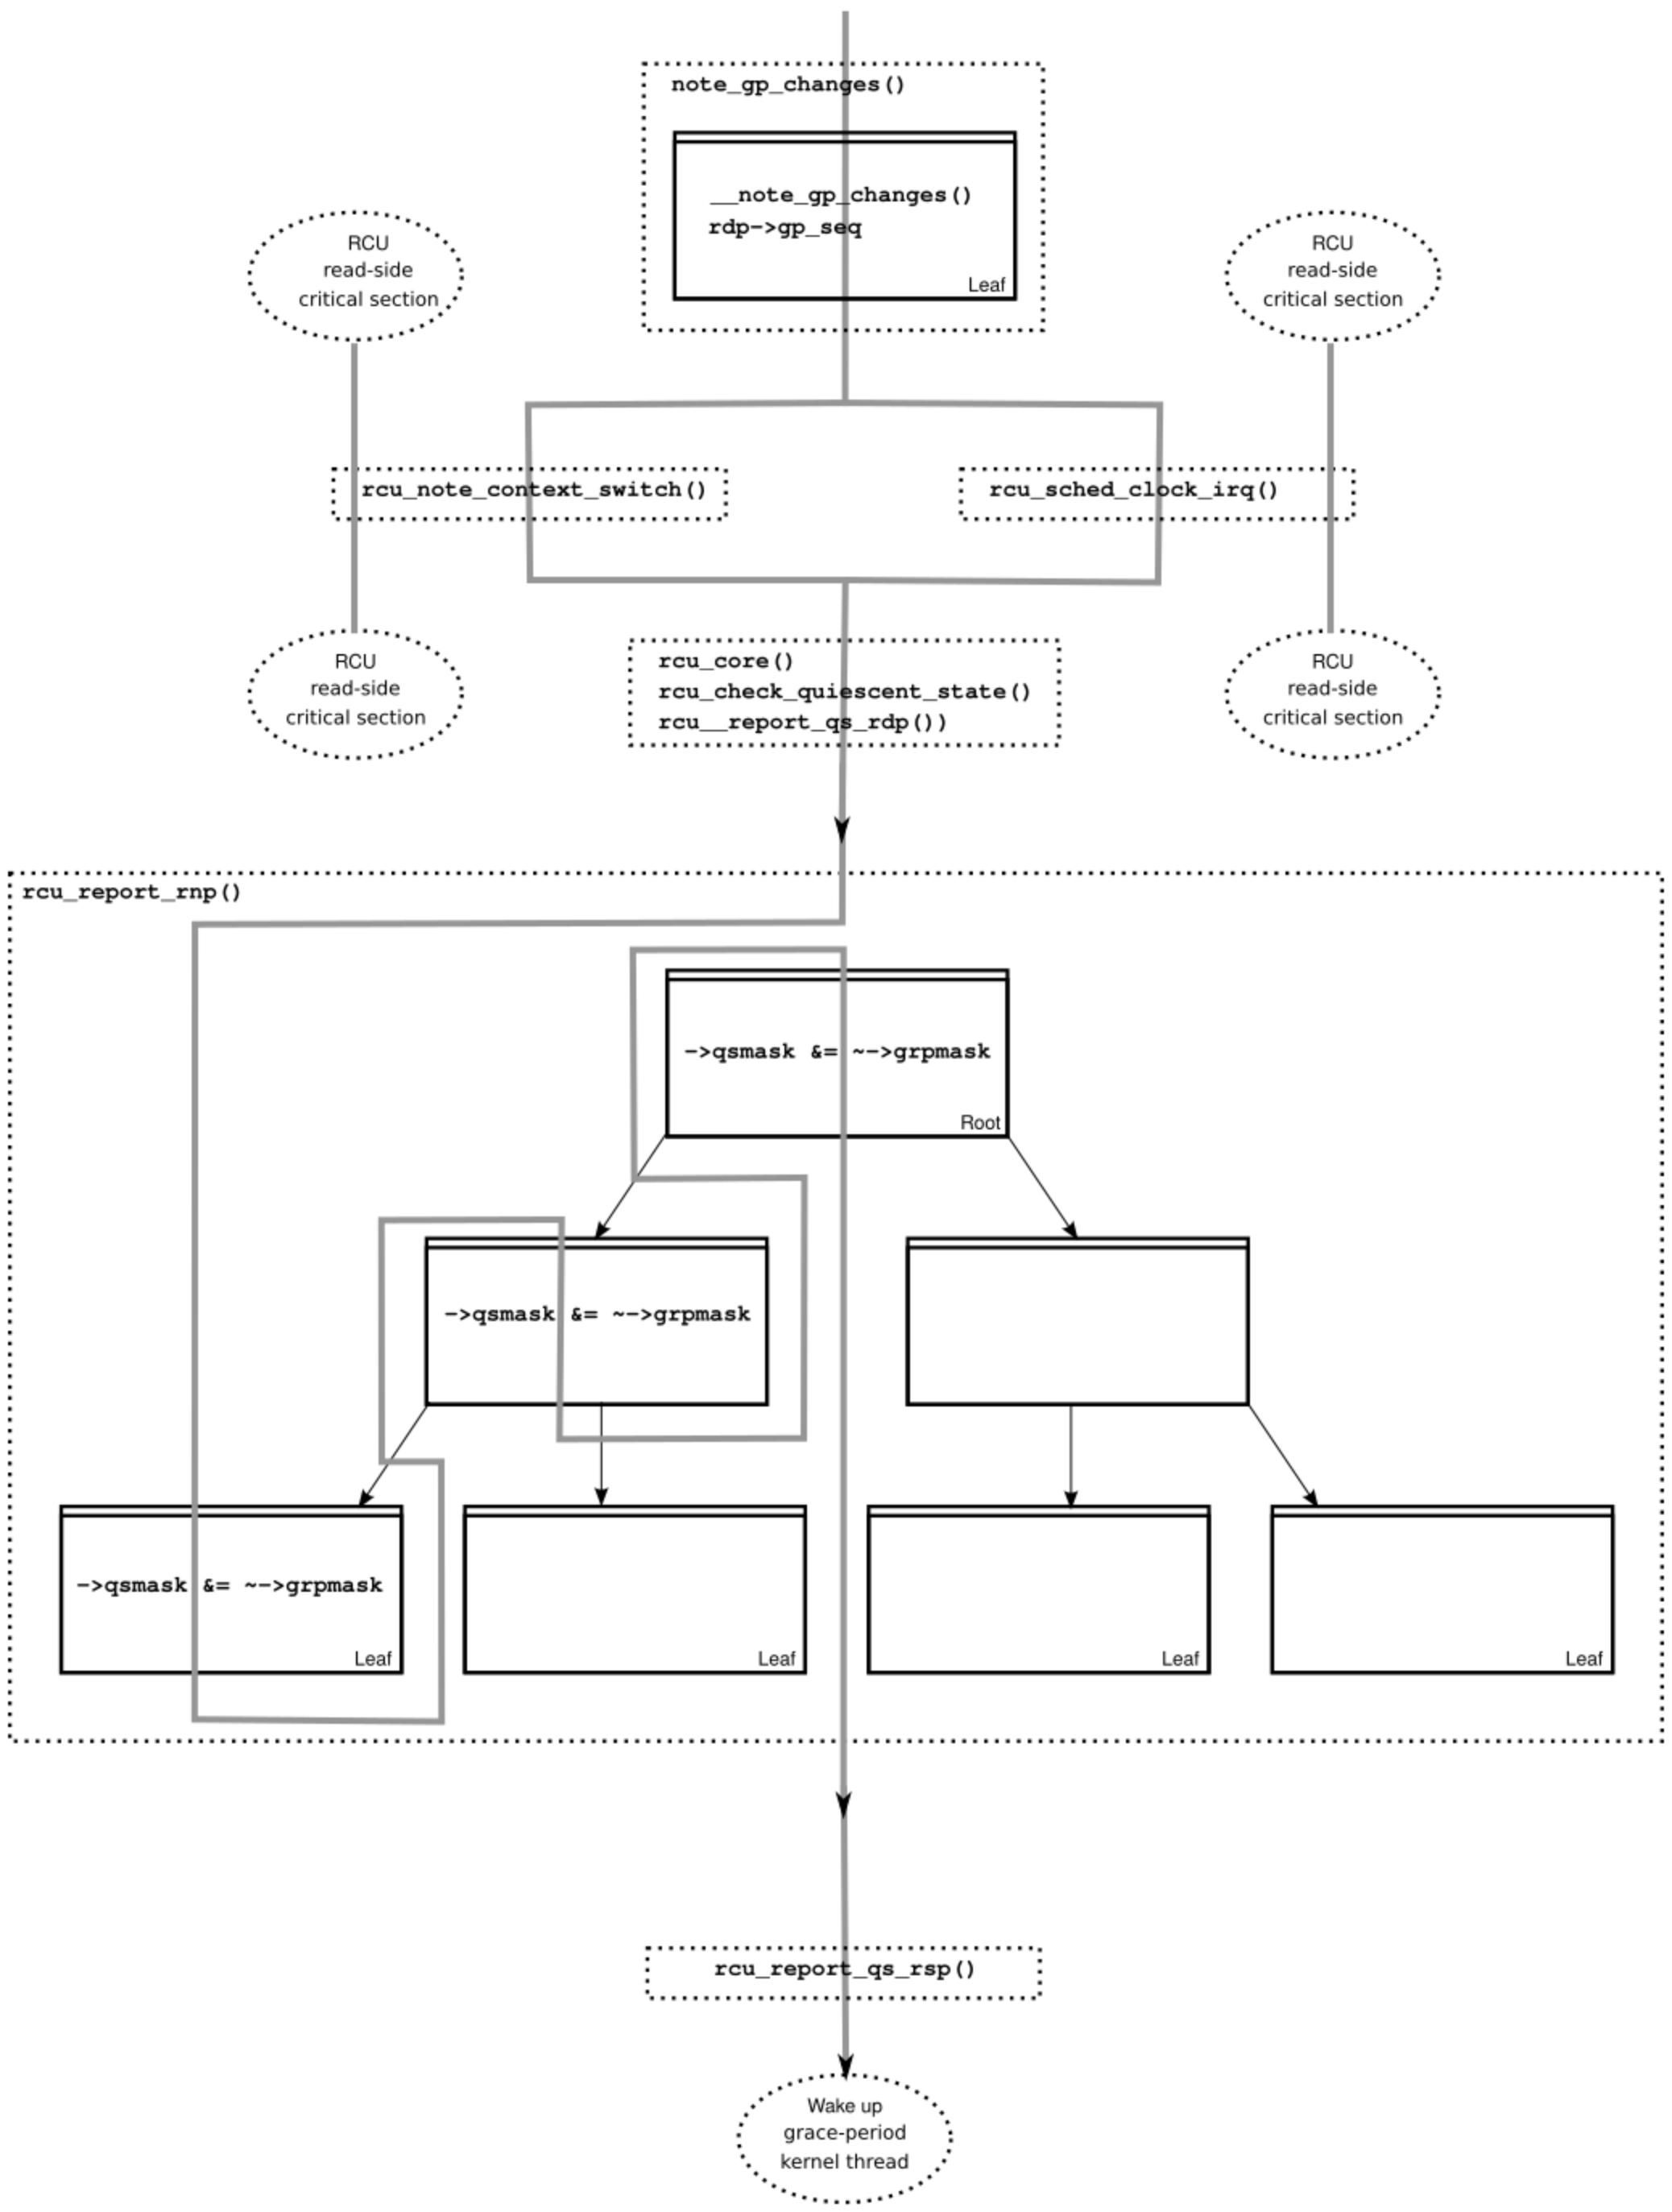 note_gp_changes()
__note_gp_changes()
rdp->gp_seq
Leaf
RCU
read-side
critical section
RCU
read-side
critical section
rcu_note_context_switch()
rcu_sched_clock_irq()
RCU
read-side
critical section
rcu_core()
rcu_check_quiescent_state()
rcu__report_qs_rdp())
RCU
read-side
critical section
rcu_report_rnp()
->qsmask &= ~->grpmask
Root
->qsmask &= ~->grpmask
->qsmask &= ~->grpmask
Leaf
Leaf
Leaf
Leaf
rcu_report_qs_rsp()
Wake up
grace-period
kernel thread